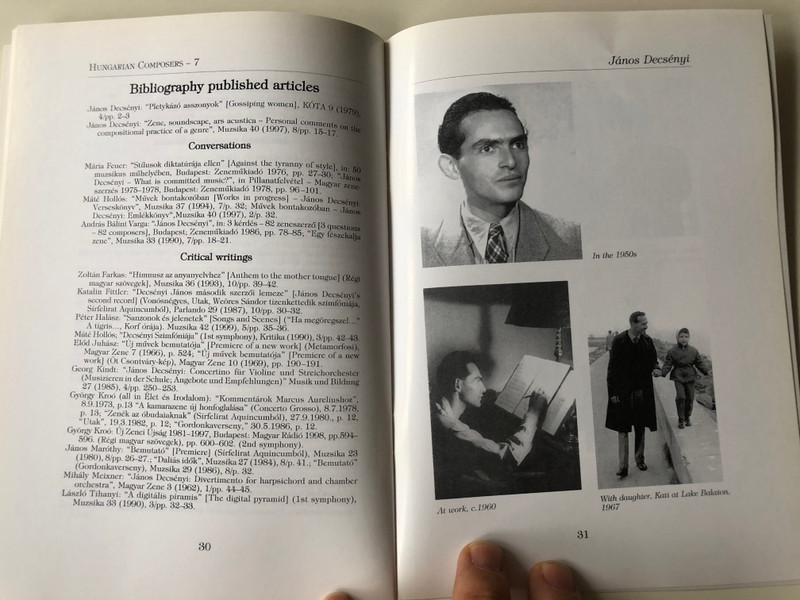 HUNGARIAN COMPOSERS – 7
Bibliography published articles
János Decsényi: "Pletykázó asszonyok" [Gossiping women], KÓTA 9 (1979),
4/pp. 2–3
János Decsényi: "Zene, soundscape, ars acustica – Personal comments on the
compositional practice of a genre", Muzsika 40 (1997), 8/pp. 15–17.
Conversations
Mária Feuer: "Stílusok diktatúrája ellen" [Against the tyranny of style], in: 50
muzsikus műhelyében, Budapest: Zeneműkiadó 1976, pp. 27–30; "János
Decsényi – What is committed music?", in Pillanatfelvétel – Magyar zene-
szerzés 1975-1978, Budapest: Zeneműkiadó 1978, pp. 96–101.
Máté Hollós: "Művek bontakozóban [Works in progress] – János Decsényi:
Verseskönyv", Muzsika 37 (1994), 7/p. 32; Művek bontakozóban – János
Decsényi: Emlékkönyv",Muzsika 40 (1997), 2/p. 32.
András Bálint Varga: "János Decsényi", in: 3 kérdés – 82 zeneszerző [3 questions
– 82 composers], Budapest; Zeneműkiadó 1986, pp. 78–85; "Egy fészekalja
zene", Muzsika 33 (1990), 7/pp. 18–21.
Critical writings
Zoltán Farkas: "Himnusz az anyanyelvhez" [Anthem to the mother tongue] (Régi
magyar szövegek), Muzsika 36 (1993), 10/pp. 39–42.
Katalin Fittler: "Decsényi János második szerzői lemeze" [János Decsényi's
second record] (Vonósnégyes, Utak, Weöres Sándor tizenkettedik szimfóniája,
Sírfelirat Aquincumból), Parlando 29 (1987), 10/pp. 30–32.
Péter Halász: "Sanzonok és jelenetek" [Songs and Scenes] ("Ha megöregszel..."
A tigris..., Korf órája). Muzsika 42 (1999), 5/pp. 35–36.
Máté Hollós; "Decsényi Szimfóniája" (1st symphony), Kritika (1990), 3/pp. 42–43.
Előd Juhász: "Új művek bemutatója" [Premiere of a new work] (Metamorfosi),
Magyar Zene 7 (1966), p. 524; "Új művek bemutatója" [Premiere of a new
work] (Öt Csontváry-kép), Magyar Zene 10 (1969), pp. 190–191.
Georg Kindt: "János Decsényi: Concertino für Violine und Streichorchester
(Musizieren in der Schule; Angebote und Empfehlungen)" Musik und Bildung
27 (1985), 4/pp. 250–253.
György Kroó (all in Élet és Irodalom): "Kommentárok Marcus Aureliushoz",
8.9.1973, p.13 "A kamarazene új honfoglalása" (Concerto Grosso), 8.7.1978,
p. 13; "Zenék az óbudaiaknak" (Sírfelirat Aquincumból), 27.9.1980., p. 12,
"Utak", 19.3.1982, p. 12; "Gordonkaverseny," 30.5.1986, p. 12.
György Kroó: Új Zenei Újság 1981–1997, Budapest: Magyar Rádió 1998, pp.594–
596. (Régi magyar szövegek), pp. 600–602. (2nd symphony).
János Maróthy: "Bemutató" [Premiere] (Sírfelirat Aquincumból), Muzsika 23
(1980), 8/pp. 26–27.; "Daliás idők", Muzsika 27 (1984), 8/p. 41.; "Bemutató"
(Gordonkaverseny), Muzsika 29 (1986), 8/p. 32.
Mihály Meixner: "János Decsényi: Divertimento for harpsichord and chamber
orchestra", Magyar Zene 3 (1962), 1/pp. 44–45.
László Tihanyi: "A digitális piramis" [The digital pyramid] (1st symphony),
Muzsika 33 (1990), 3/pp. 32–33.
30
János Decsényi
In the 1950s
At work, c.1960
With daughter, Kati at Lake Balaton,
1967
31